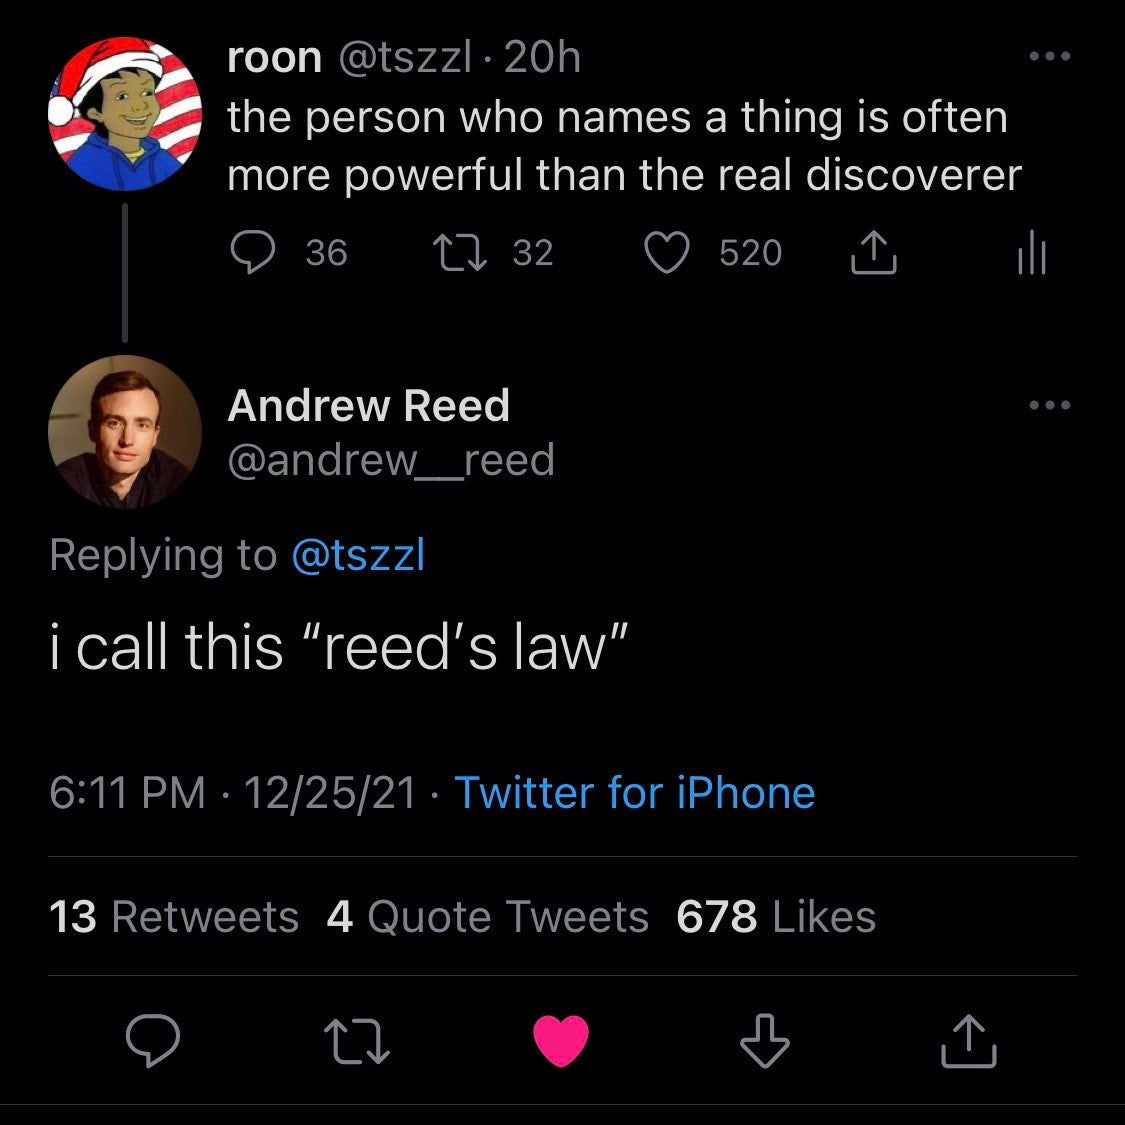 roon @tszzl · 20h
the person who names a thing is often
more powerful than the real discoverer
36 32 520
Andrew Reed
@andrew__reed
Replying to @tszzl
i call this “reed’s law”
6:11 PM · 12/25/21 · Twitter for iPhone
13 Retweets 4 Quote Tweets 678 Likes